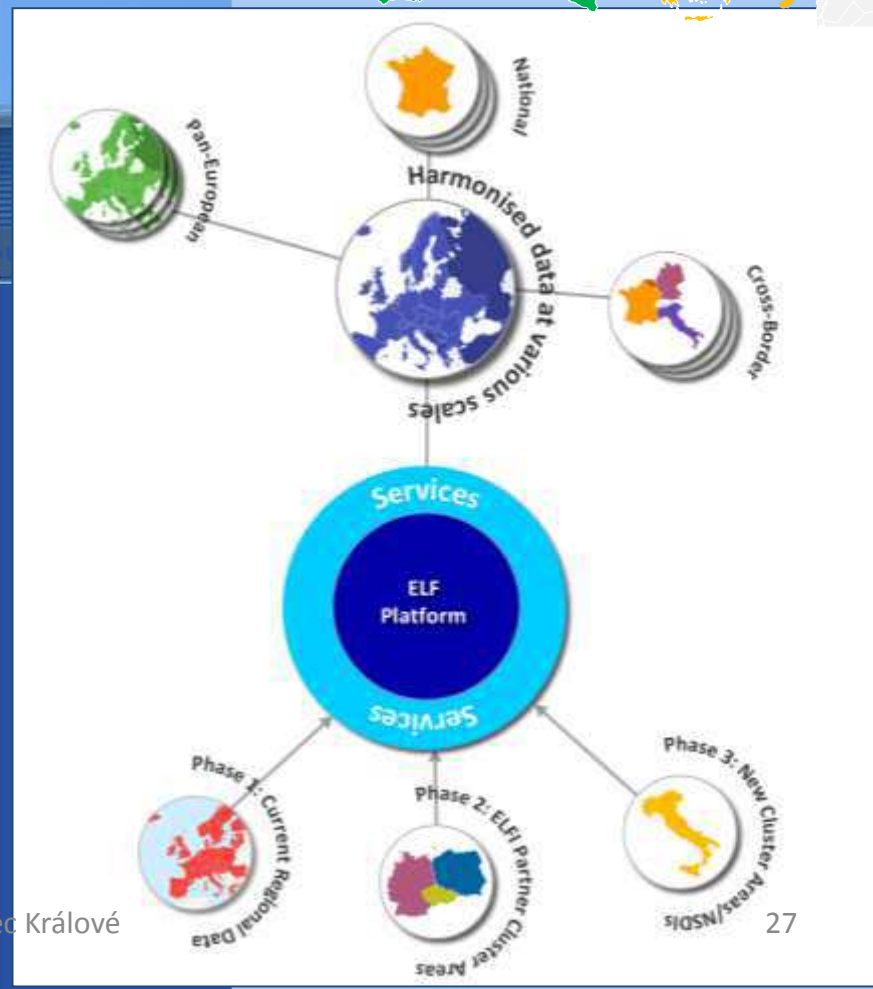 National
Pan-European
Harmonised data at various scales
Cross-Border
Services
ELF
Platform
Services
Phase 1: Current Regional Data
Phase 2: ELFI Partner Cluster Areas
Phase 3: New Cluster Areas/NSDIs
ec Králové
27